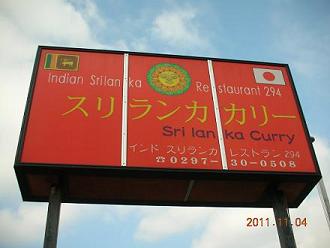 Indian Srilanka Restaurant 294
スリランカカリー
Sri lanka Curry
インド スリランカ レストラン 294
☎0297-30-0508
2011.11.04